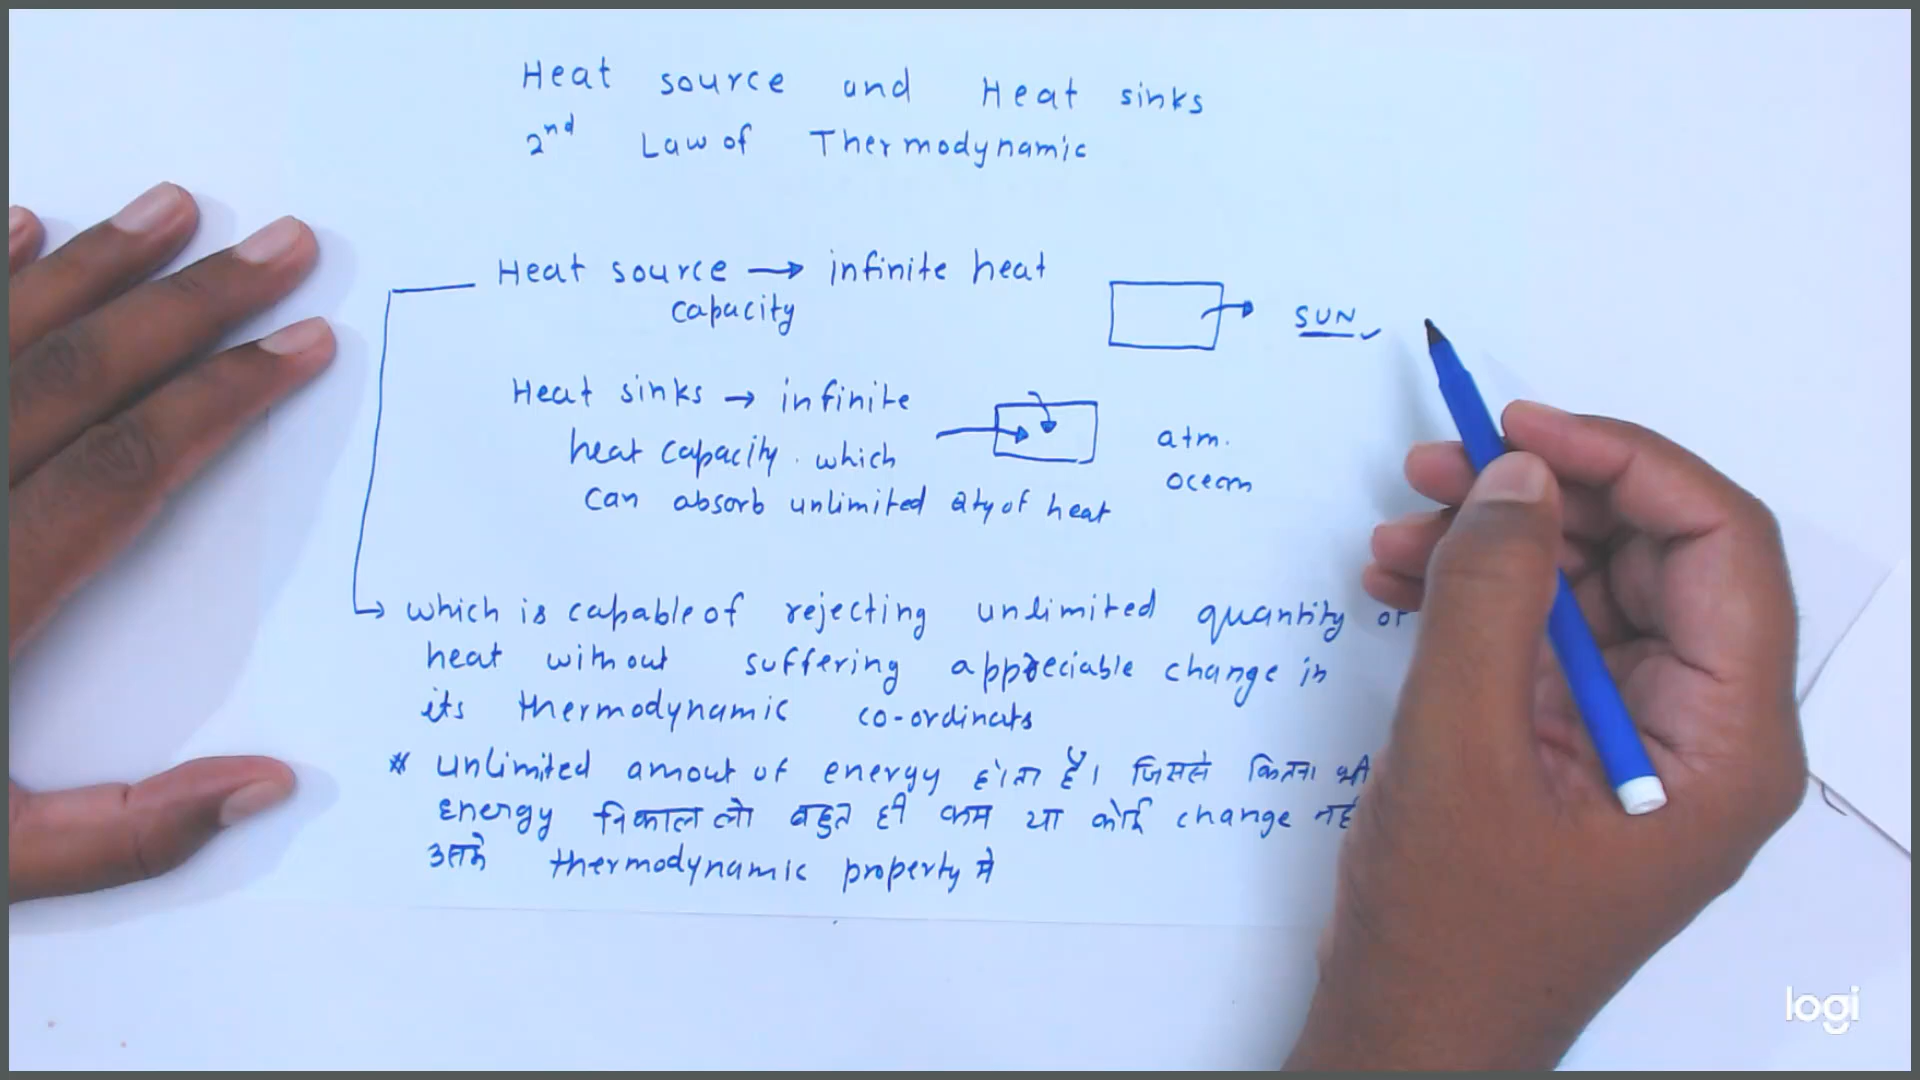 Heat source and Heat sinks
2nd Law of Thermodynamic
Heat source → infinite heat
capacity
SUN
Heat sinks → infinite
heat capacity. which
can absorb unlimited qty of heat
atm.
ocean
which is capable of rejecting unlimited quantity of
heat without suffering appreciable change in
its thermodynamic co-ordinats
* unlimited amout of energy होता है। जिससे कितना भी
energy निकाल लो बहुत ही कम या कोई change
उसके thermodynamic property मे
logi